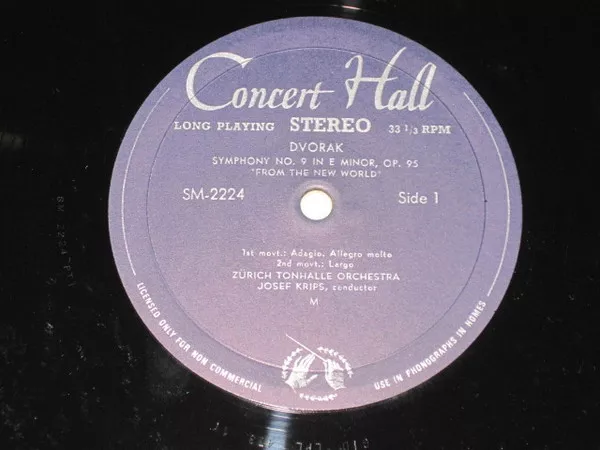 Concert Hall
LONG PLAYING STEREO 33 1/3 RPM
DVORAK
SYMPHONY NO. 9 IN E MINOR, OP. 95
"FROM THE NEW WORLD"
SM-2224 Side 1
1st movt.: Adagio. Allegro molto
2nd movt.: Largo
ZÜRICH TONHALLE ORCHESTRA
JOSEF KRIPS, conductor
M
LICENSED ONLY FOR NON COMMERCIAL USE IN PHONOGRAPHS IN HOMES